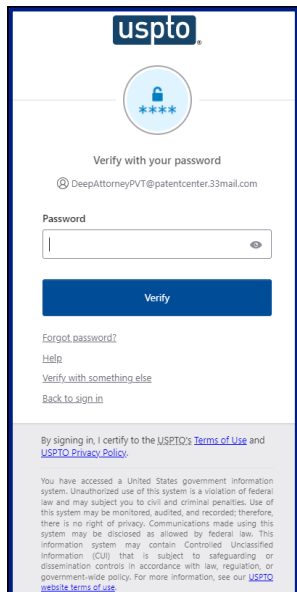 uspto®
****
Verify with your password
DeepAttorneyPVT@patentcenter.33mail.com
Password
Verify
Forgot password?
Help
Verify with something else
Back to sign in
By signing in, I certify to the USPTO's Terms of Use and
USPTO Privacy Policy.
You have accessed a United States government information
system. Unauthorized use of this system is a violation of federal
law and may subject you to civil and criminal penalties. Use of
this system may be monitored, audited, and recorded; therefore,
there is no right of privacy. Communications made using this
system may be disclosed as allowed by federal law. This
information system may contain Controlled Unclassified
Information (CUI) that is subject to safeguarding or
dissemination controls in accordance with law, regulation, or
government-wide policy. For more information, see our USPTO
website terms of use.